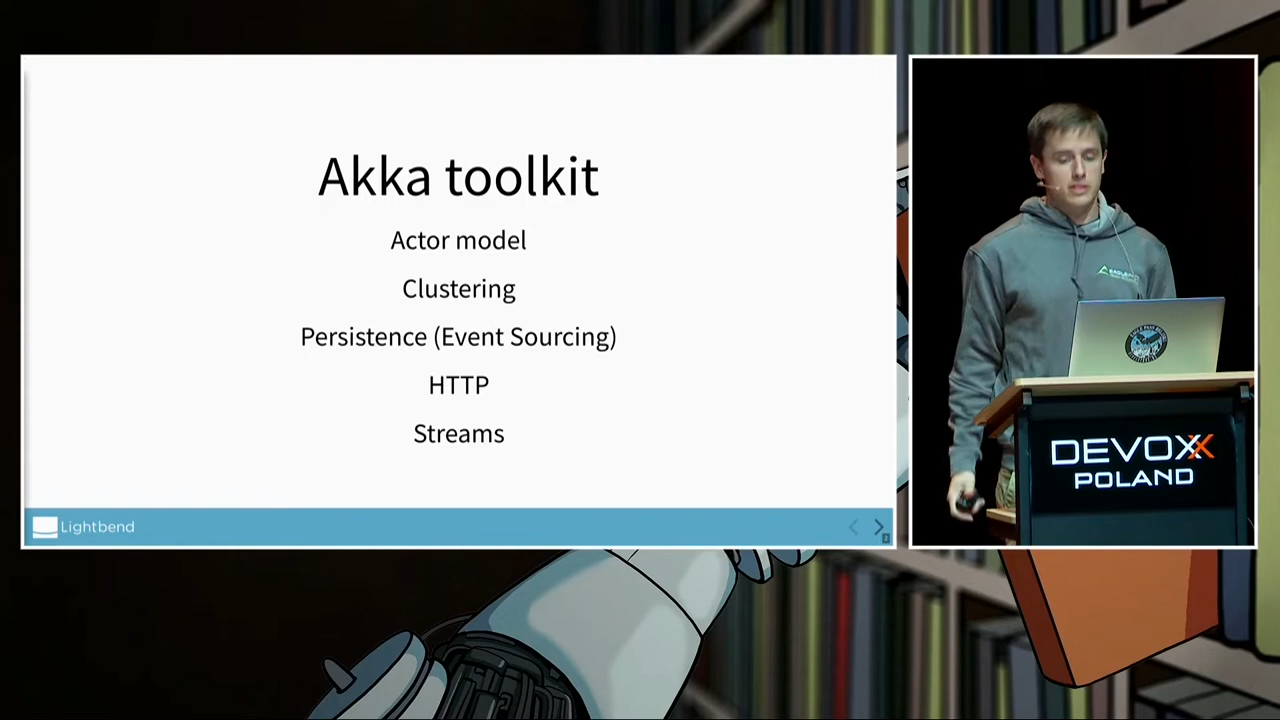 Akka toolkit
Actor model
Clustering
Persistence (Event Sourcing)
HTTP
Streams
Lightbend
DEVOXX
POLAND